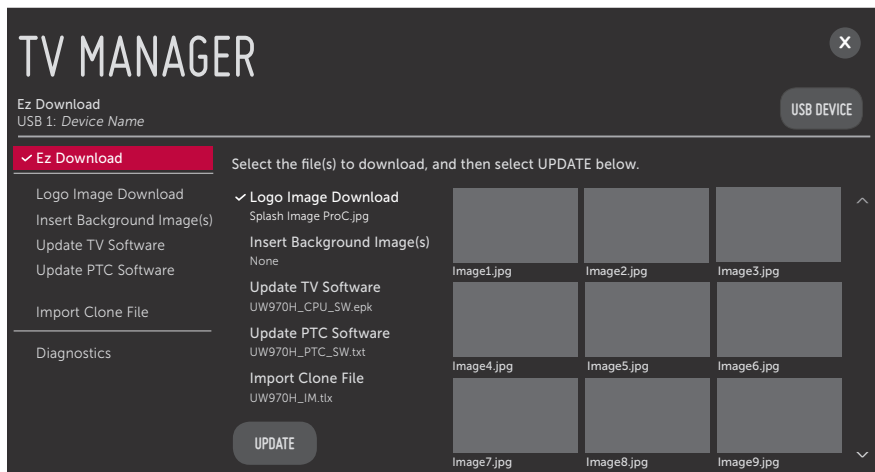 TV MANAGER
X
Ez Download
USB 1: Device Name
USB DEVICE
Ez Download
Logo Image Download
Insert Background Image(s)
Update TV Software
Update PTC Software
Import Clone File
Diagnostics
Select the file(s) to download, and then select UPDATE below.
Logo Image Download
Splash Image ProC.jpg
Insert Background Image(s)
None
Update TV Software
UW970H_CPU_SW.epk
Update PTC Software
UW970H_PTC_SW.txt
Import Clone File
UW970H_IM.tlx
UPDATE
Image1.jpg
Image2.jpg
Image3.jpg
Image4.jpg
Image5.jpg
Image6.jpg
Image7.jpg
Image8.jpg
Image9.jpg